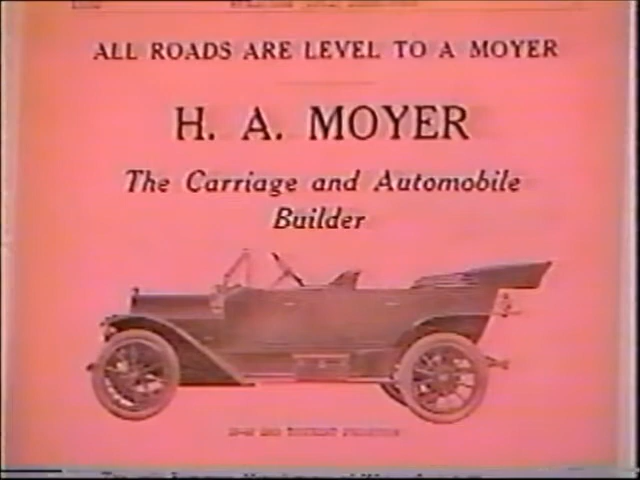 ALL ROADS ARE LEVEL TO A MOYER
H. A. MOYER
The Carriage and Automobile
Builder